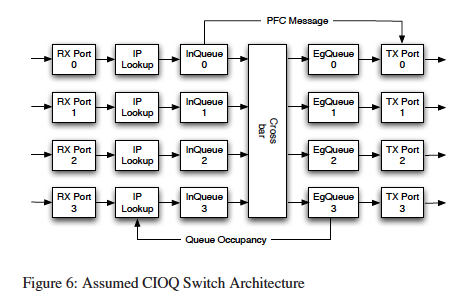 PFC Message
RX Port
0
IP
Lookup
InQueue
0
EgQueue
0
TX Port
0
RX Port
1
IP
Lookup
InQueue
1
EgQueue
1
TX Port
1
Cross
bar
RX Port
2
IP
Lookup
InQueue
2
EgQueue
2
TX Port
2
RX Port
3
IP
Lookup
InQueue
3
EgQueue
3
TX Port
3
Queue Occupancy
Figure 6: Assumed CIOQ Switch Architecture